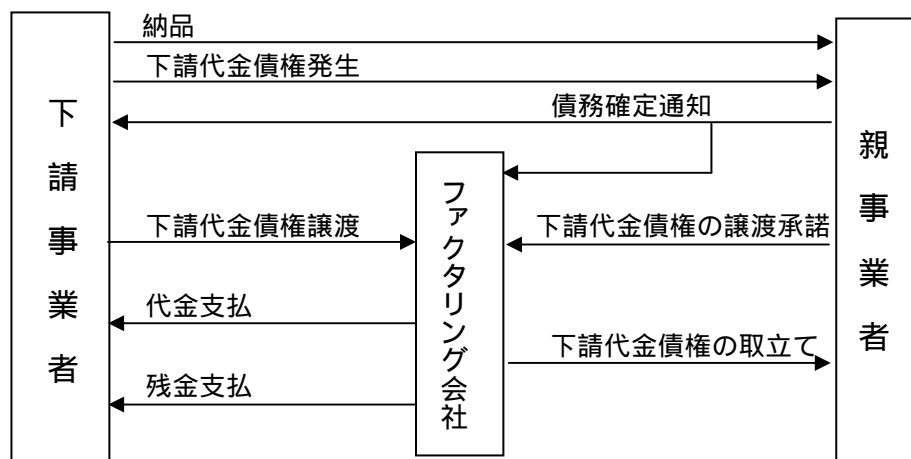 納品
下請代金債権発生
債務確定通知
下請事業者
親事業者
ファクタリング会社
下請代金債権譲渡
下請代金債権の譲渡承諾
代金支払
下請代金債権の取立て
残金支払